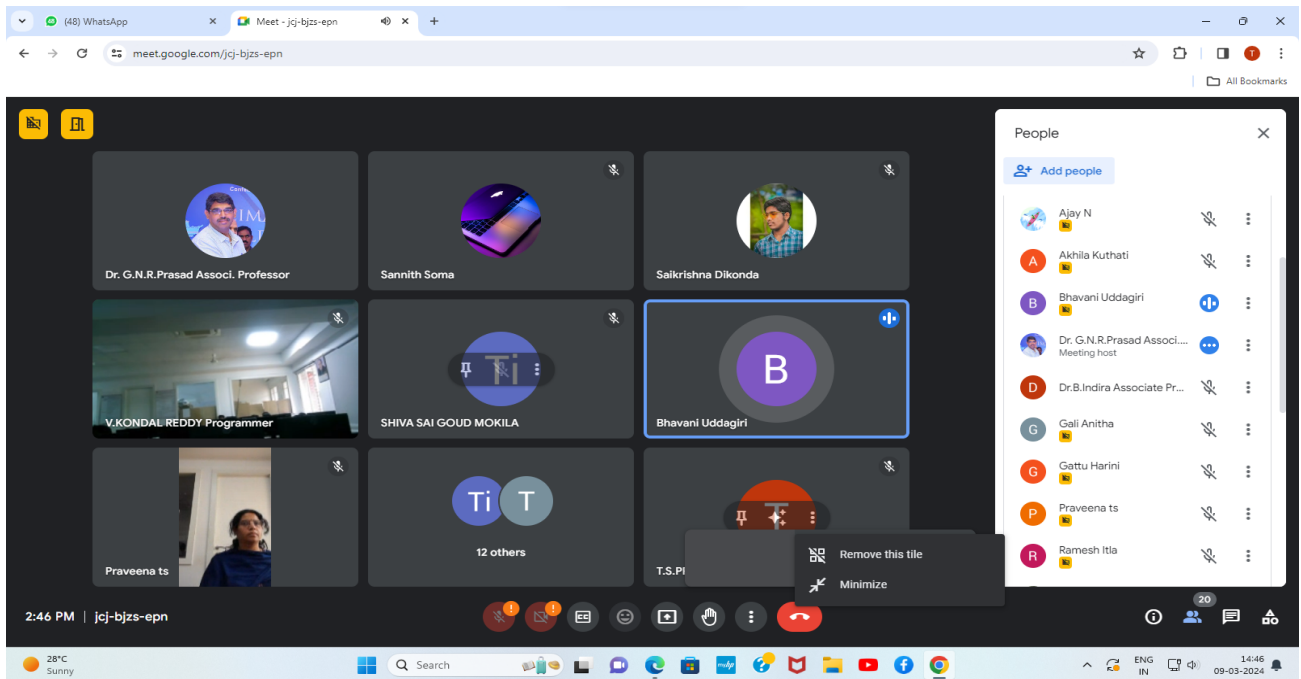 (48) WhatsApp
Meet - jcj-bjzs-epn
meet.google.com/jcj-bjzs-epn
T
All Bookmarks
Dr. G.N.R.Prasad Associ. Professor
Sannith Soma
Saikrishna Dikonda
V.KONDAL REDDY Programmer
Ti
SHIVA SAI GOUD MOKILA
B
Bhavani Uddagiri
Praveena ts
Ti T
12 others
T.S.
Remove this tile
Minimize
People
Add people
Ajay N
A Akhila Kuthati
B Bhavani Uddagiri
Dr. G.N.R.Prasad Associ....
Meeting host
D Dr.B.Indira Associate Pr...
G Gali Anitha
G Gattu Harini
P Praveena ts
R Ramesh Itla
2:46 PM | jcj-bjzs-epn
20
28°C
Sunny
Search
ENG
IN
14:46
09-03-2024